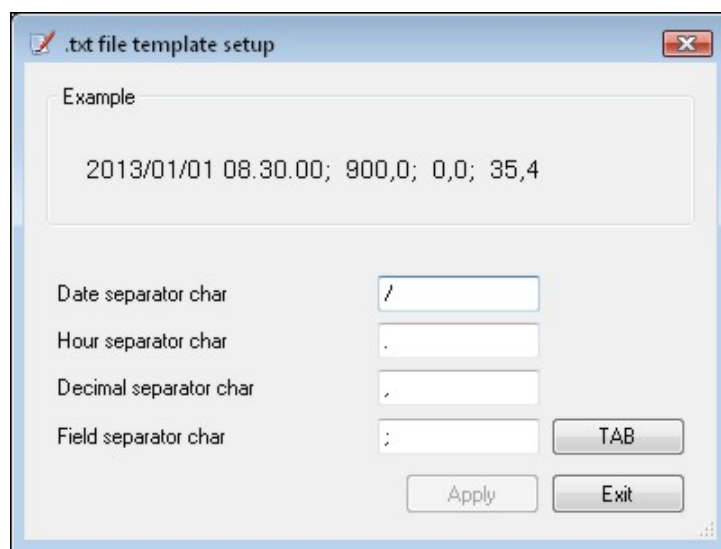 .txt file template setup
Example
2013/01/01 08.30.00; 900,0; 0,0; 35,4
Date separator char /
Hour separator char .
Decimal separator char ,
Field separator char ; TAB
Apply Exit